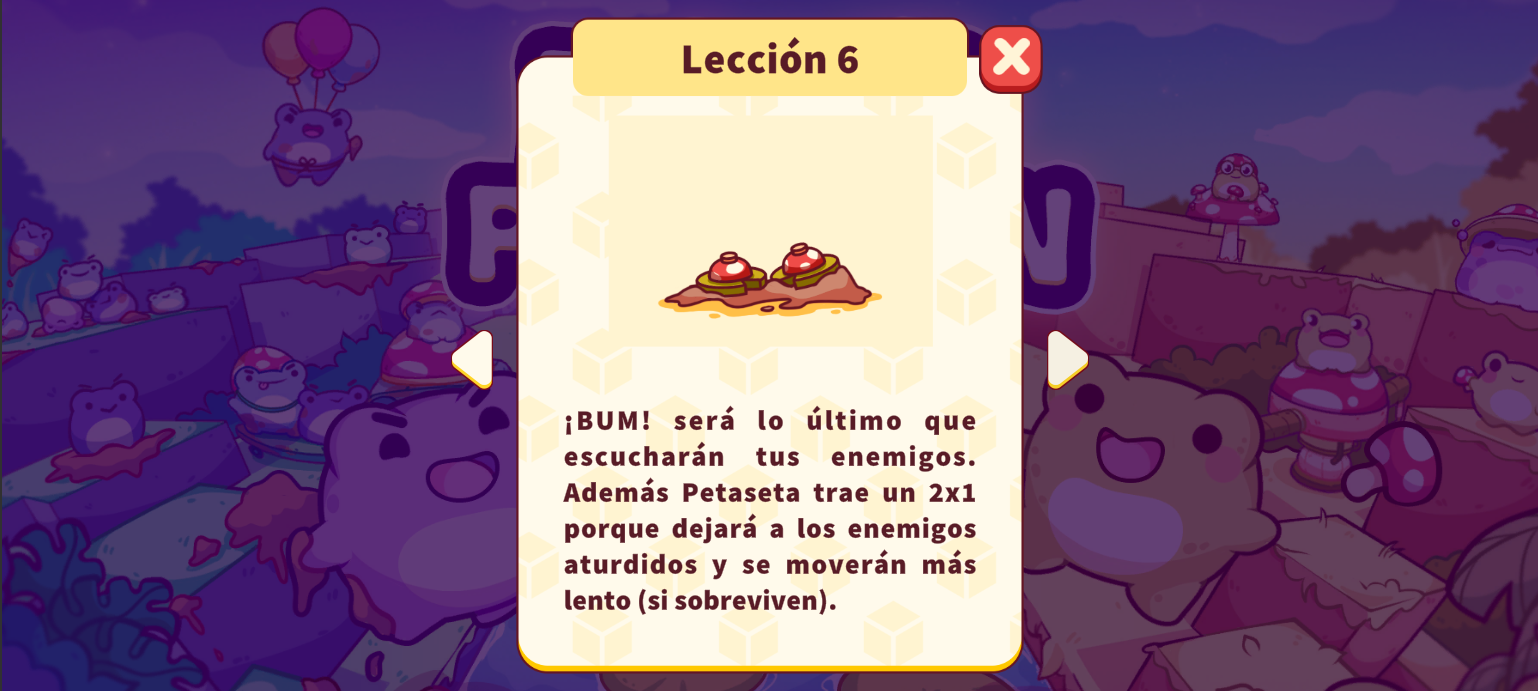 Lección 6
¡BUM! será lo último que
escucharán tus enemigos.
Además Petaseta trae un 2x1
porque dejará a los enemigos
aturdidos y se moverán más
lento (si sobreviven).